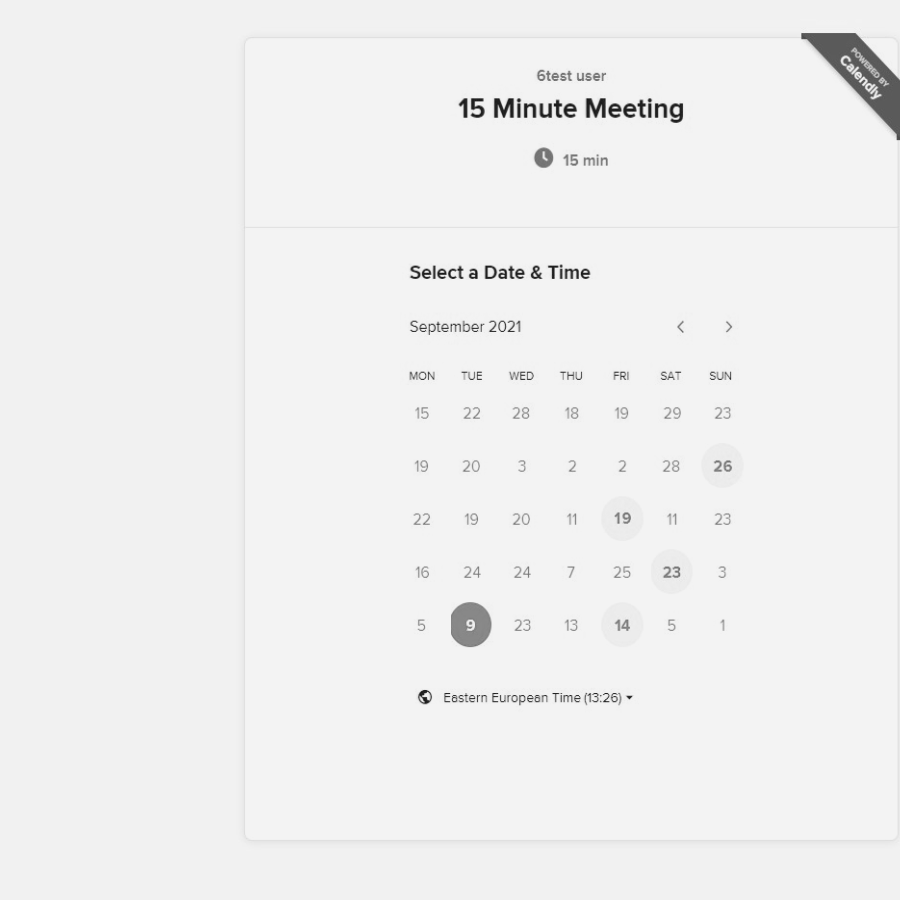 6test user
POWERED BY
Calendly
15 Minute Meeting
15 min
Select a Date & Time
September 2021
MON TUE WED THU FRI SAT SUN
15 22 28 18 19 29 23
19 20 3 2 2 28 26
22 19 20 11 19 11 23
16 24 24 7 25 23 3
5 9 23 13 14 5 1
Eastern European Time (13:26)